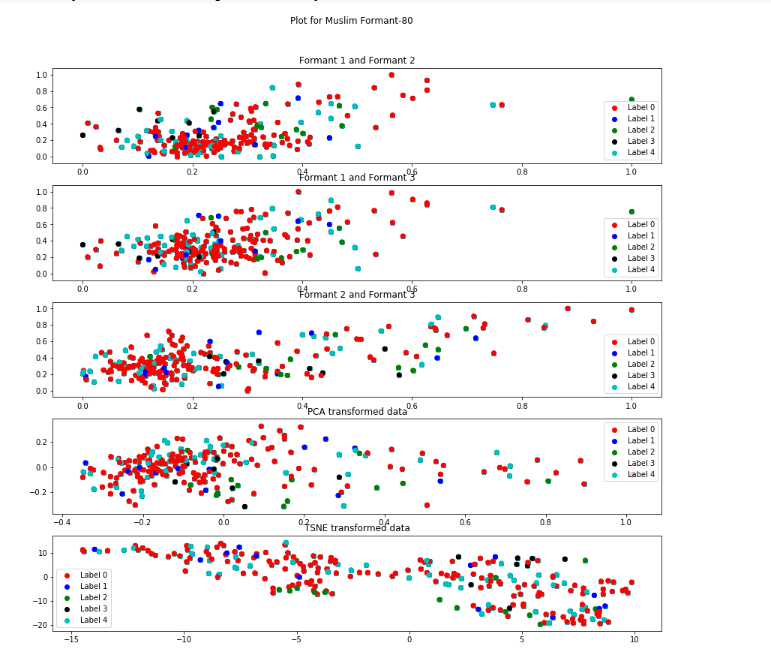 Plot for Muslim Formant-80
Formant 1 and Formant 2
1.0
0.8
0.6
0.4
0.2
0.0
Label 0
Label 1
Label 2
Label 3
Label 4
0.0 0.2 0.4 0.6 0.8 1.0
Formant 1 and Formant 3
1.0
0.8
0.6
0.4
0.2
0.0
Label 0
Label 1
Label 2
Label 3
Label 4
0.0 0.2 0.4 0.6 0.8 1.0
Formant 2 and Formant 3
1.0
0.8
0.6
0.4
0.2
0.0
Label 0
Label 1
Label 2
Label 3
Label 4
0.0 0.2 0.4 0.6 0.8 1.0
PCA transformed data
0.2
0.0
−0.2
Label 0
Label 1
Label 2
Label 3
Label 4
−0.4 −0.2 0.0 0.2 0.4 0.6 0.8 1.0
TSNE transformed data
10
0
−10
−20
Label 0
Label 1
Label 2
Label 3
Label 4
−15 −10 −5 0 5 10